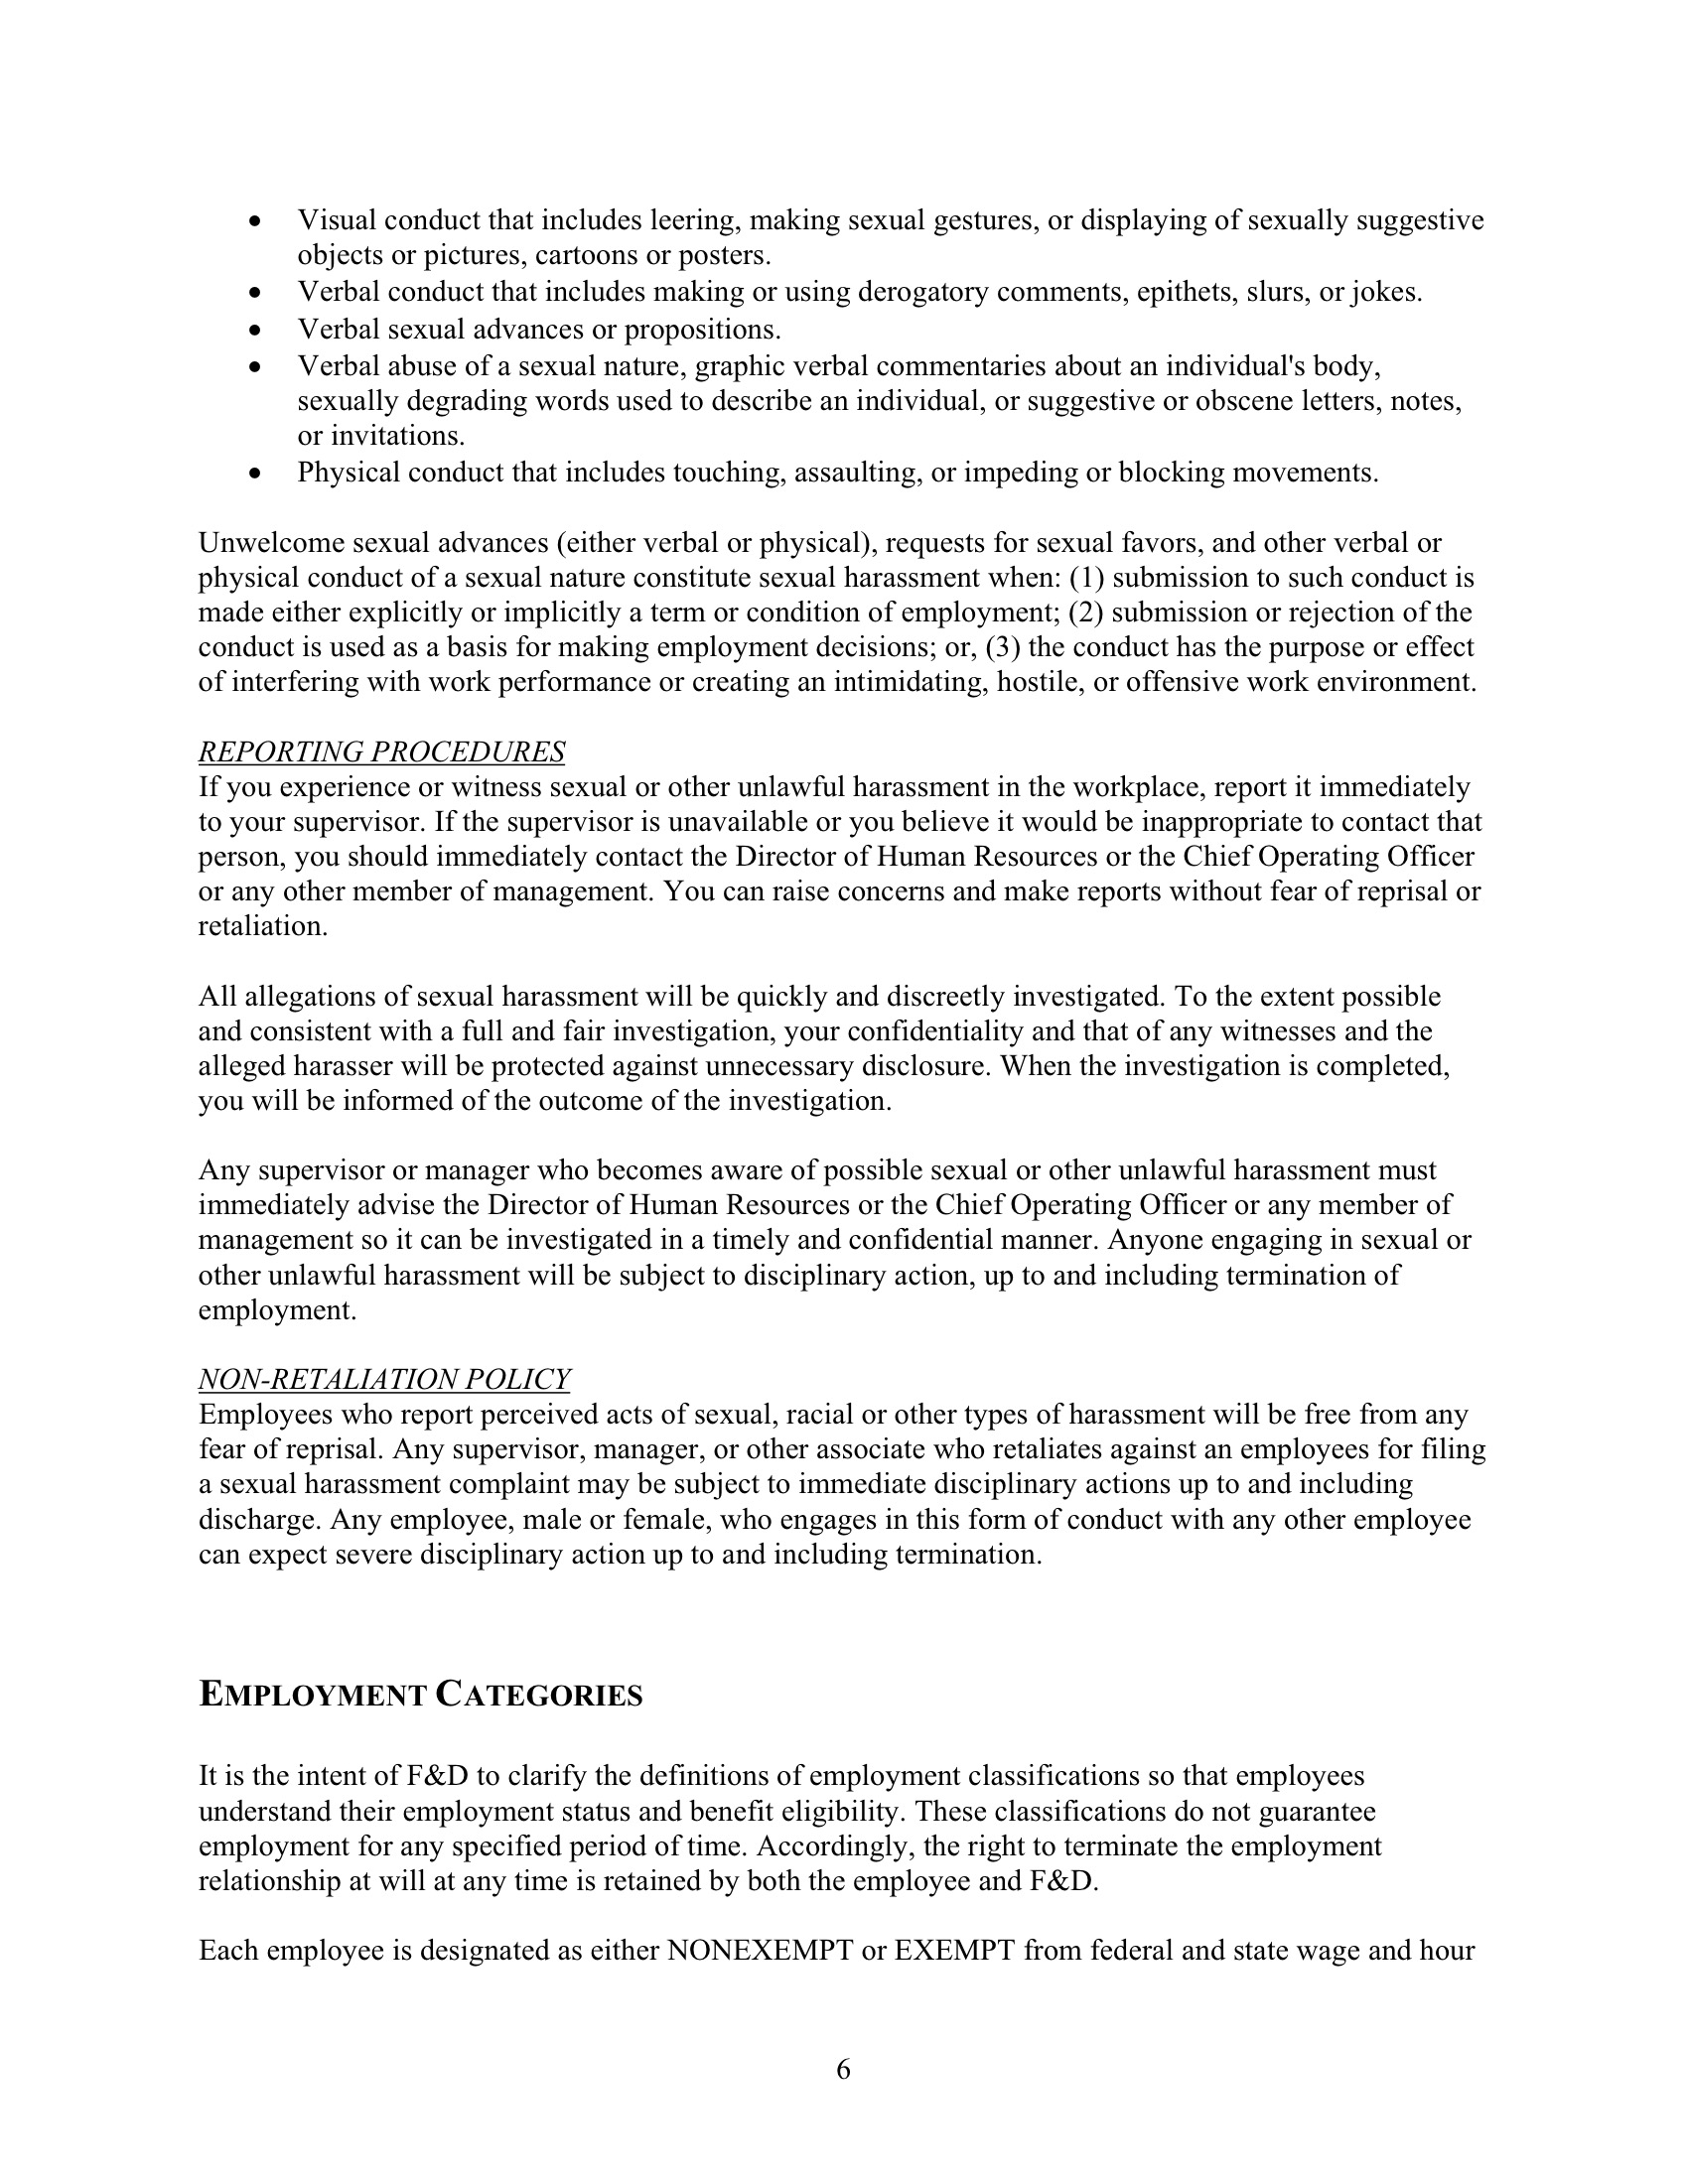 • Visual conduct that includes leering, making sexual gestures, or displaying of sexually suggestive
objects or pictures, cartoons or posters.
• Verbal conduct that includes making or using derogatory comments, epithets, slurs, or jokes.
• Verbal sexual advances or propositions.
• Verbal abuse of a sexual nature, graphic verbal commentaries about an individual's body,
sexually degrading words used to describe an individual, or suggestive or obscene letters, notes,
or invitations.
• Physical conduct that includes touching, assaulting, or impeding or blocking movements.
Unwelcome sexual advances (either verbal or physical), requests for sexual favors, and other verbal or
physical conduct of a sexual nature constitute sexual harassment when: (1) submission to such conduct is
made either explicitly or implicitly a term or condition of employment; (2) submission or rejection of the
conduct is used as a basis for making employment decisions; or, (3) the conduct has the purpose or effect
of interfering with work performance or creating an intimidating, hostile, or offensive work environment.
REPORTING PROCEDURES
If you experience or witness sexual or other unlawful harassment in the workplace, report it immediately
to your supervisor. If the supervisor is unavailable or you believe it would be inappropriate to contact that
person, you should immediately contact the Director of Human Resources or the Chief Operating Officer
or any other member of management. You can raise concerns and make reports without fear of reprisal or
retaliation.
All allegations of sexual harassment will be quickly and discreetly investigated. To the extent possible
and consistent with a full and fair investigation, your confidentiality and that of any witnesses and the
alleged harasser will be protected against unnecessary disclosure. When the investigation is completed,
you will be informed of the outcome of the investigation.
Any supervisor or manager who becomes aware of possible sexual or other unlawful harassment must
immediately advise the Director of Human Resources or the Chief Operating Officer or any member of
management so it can be investigated in a timely and confidential manner. Anyone engaging in sexual or
other unlawful harassment will be subject to disciplinary action, up to and including termination of
employment.
NON-RETALIATION POLICY
Employees who report perceived acts of sexual, racial or other types of harassment will be free from any
fear of reprisal. Any supervisor, manager, or other associate who retaliates against an employees for filing
a sexual harassment complaint may be subject to immediate disciplinary actions up to and including
discharge. Any employee, male or female, who engages in this form of conduct with any other employee
can expect severe disciplinary action up to and including termination.
EMPLOYMENT CATEGORIES
It is the intent of F&D to clarify the definitions of employment classifications so that employees
understand their employment status and benefit eligibility. These classifications do not guarantee
employment for any specified period of time. Accordingly, the right to terminate the employment
relationship at will at any time is retained by both the employee and F&D.
Each employee is designated as either NONEXEMPT or EXEMPT from federal and state wage and hour
6